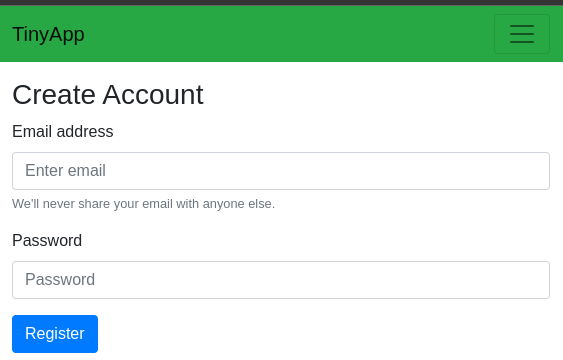 TinyApp
Create Account
Email address
Enter email
We'll never share your email with anyone else.
Password
Password
Register